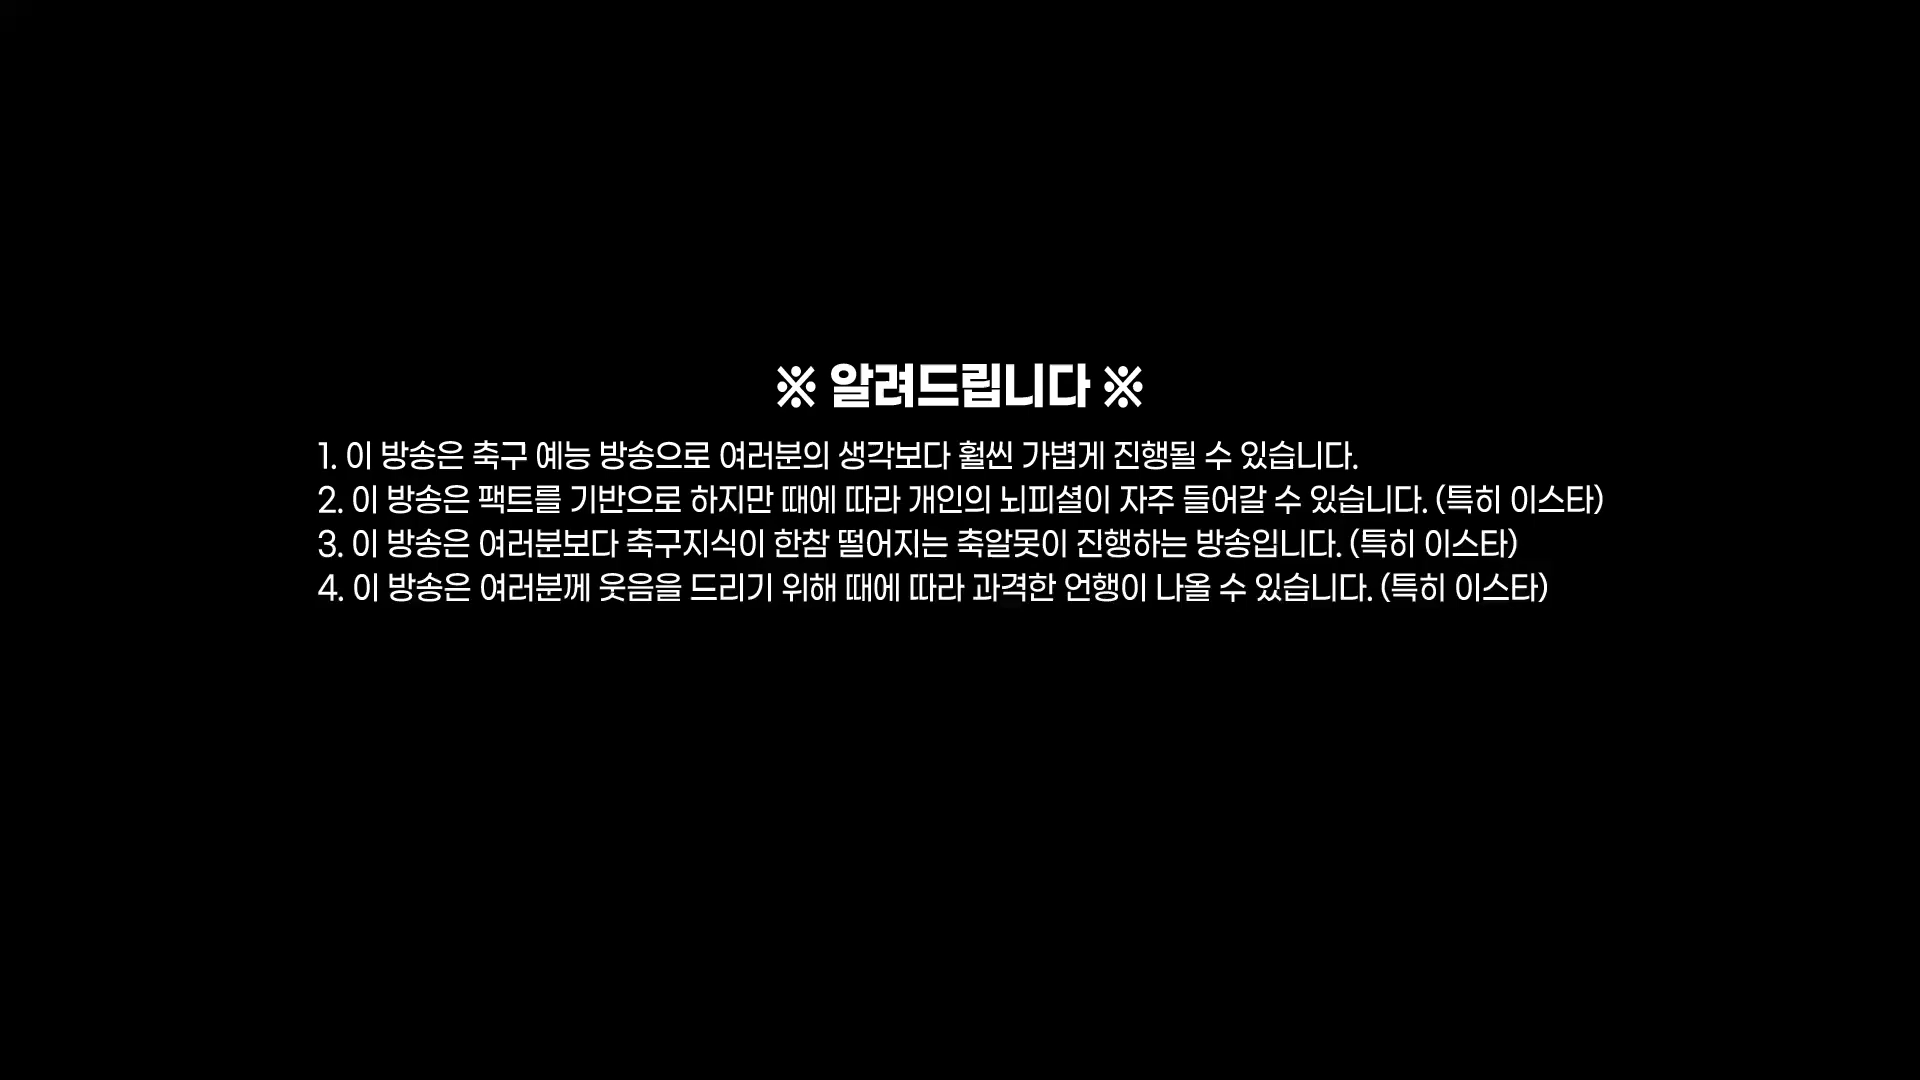 ※ 알려드립니다 ※
1. 이 방송은 축구 예능 방송으로 여러분의 생각보다 훨씬 가볍게 진행될 수 있습니다.
2. 이 방송은 팩트를 기반으로 하지만 때에 따라 개인의 뇌피셜이 자주 들어갈 수 있습니다. (특히 이스타)
3. 이 방송은 여러분보다 축구지식이 한참 떨어지는 축알못이 진행하는 방송입니다. (특히 이스타)
4. 이 방송은 여러분께 웃음을 드리기 위해 때에 따라 과격한 언행이 나올 수 있습니다. (특히 이스타)